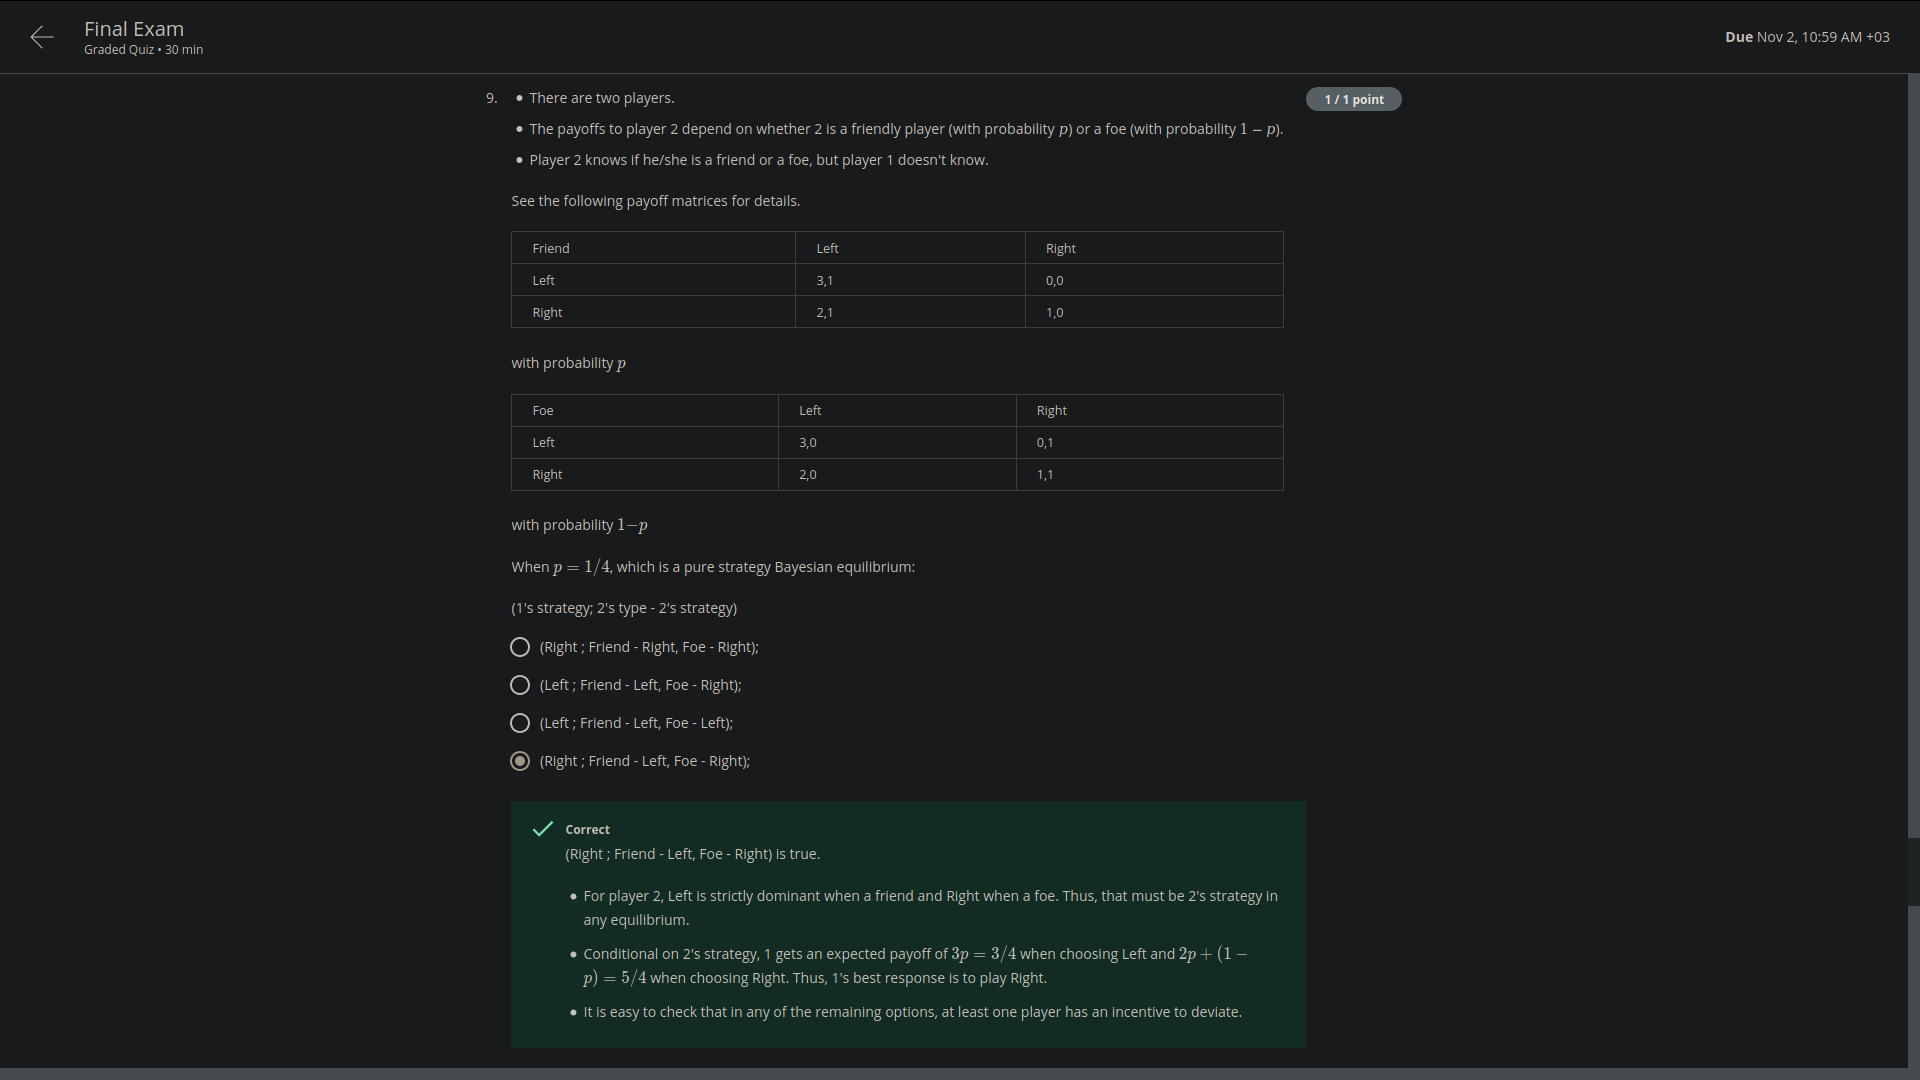 Final Exam
Graded Quiz • 30 min
Due Nov 2, 10:59 AM +03
9. • There are two players.
1 / 1 point
• The payoffs to player 2 depend on whether 2 is a friendly player (with probability p) or a foe (with probability 1 − p).
• Player 2 knows if he/she is a friend or a foe, but player 1 doesn't know.
See the following payoff matrices for details.
Friend Left Right
Left 3,1 0,0
Right 2,1 1,0
with probability p
Foe Left Right
Left 3,0 0,1
Right 2,0 1,1
with probability 1−p
When p = 1/4, which is a pure strategy Bayesian equilibrium:
(1's strategy; 2's type - 2's strategy)
(Right ; Friend - Right, Foe - Right);
(Left ; Friend - Left, Foe - Right);
(Left ; Friend - Left, Foe - Left);
(Right ; Friend - Left, Foe - Right);
Correct
(Right ; Friend - Left, Foe - Right) is true.
• For player 2, Left is strictly dominant when a friend and Right when a foe. Thus, that must be 2's strategy in
any equilibrium.
• Conditional on 2's strategy, 1 gets an expected payoff of 3p = 3/4 when choosing Left and 2p + (1 −
p) = 5/4 when choosing Right. Thus, 1's best response is to play Right.
• It is easy to check that in any of the remaining options, at least one player has an incentive to deviate.